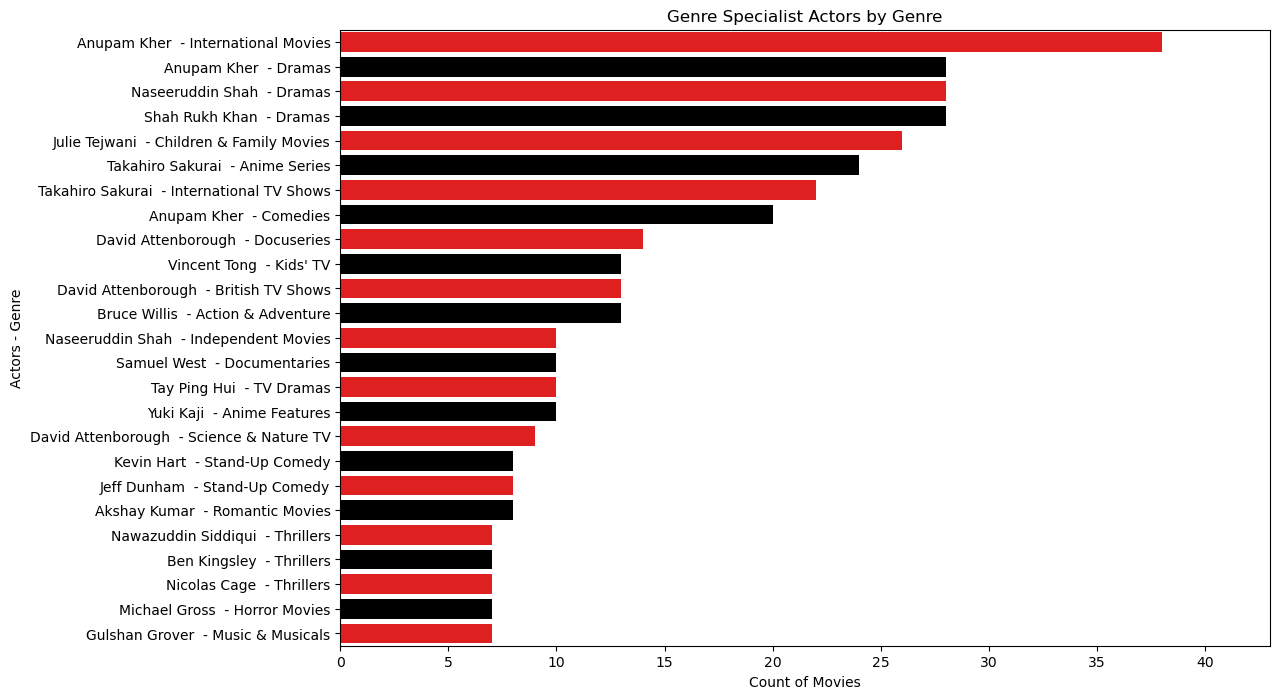 Genre Specialist Actors by Genre
Anupam Kher  - International Movies
Anupam Kher  - Dramas
Naseeruddin Shah  - Dramas
Shah Rukh Khan  - Dramas
Julie Tejwani  - Children & Family Movies
Takahiro Sakurai  - Anime Series
Takahiro Sakurai  - International TV Shows
Anupam Kher  - Comedies
David Attenborough  - Docuseries
Vincent Tong  - Kids' TV
David Attenborough  - British TV Shows
Bruce Willis  - Action & Adventure
Naseeruddin Shah  - Independent Movies
Samuel West  - Documentaries
Tay Ping Hui  - TV Dramas
Yuki Kaji  - Anime Features
David Attenborough  - Science & Nature TV
Kevin Hart  - Stand-Up Comedy
Jeff Dunham  - Stand-Up Comedy
Akshay Kumar  - Romantic Movies
Nawazuddin Siddiqui  - Thrillers
Ben Kingsley  - Thrillers
Nicolas Cage  - Thrillers
Michael Gross  - Horror Movies
Gulshan Grover  - Music & Musicals
Actors - Genre
0 5 10 15 20 25 30 35 40
Count of Movies